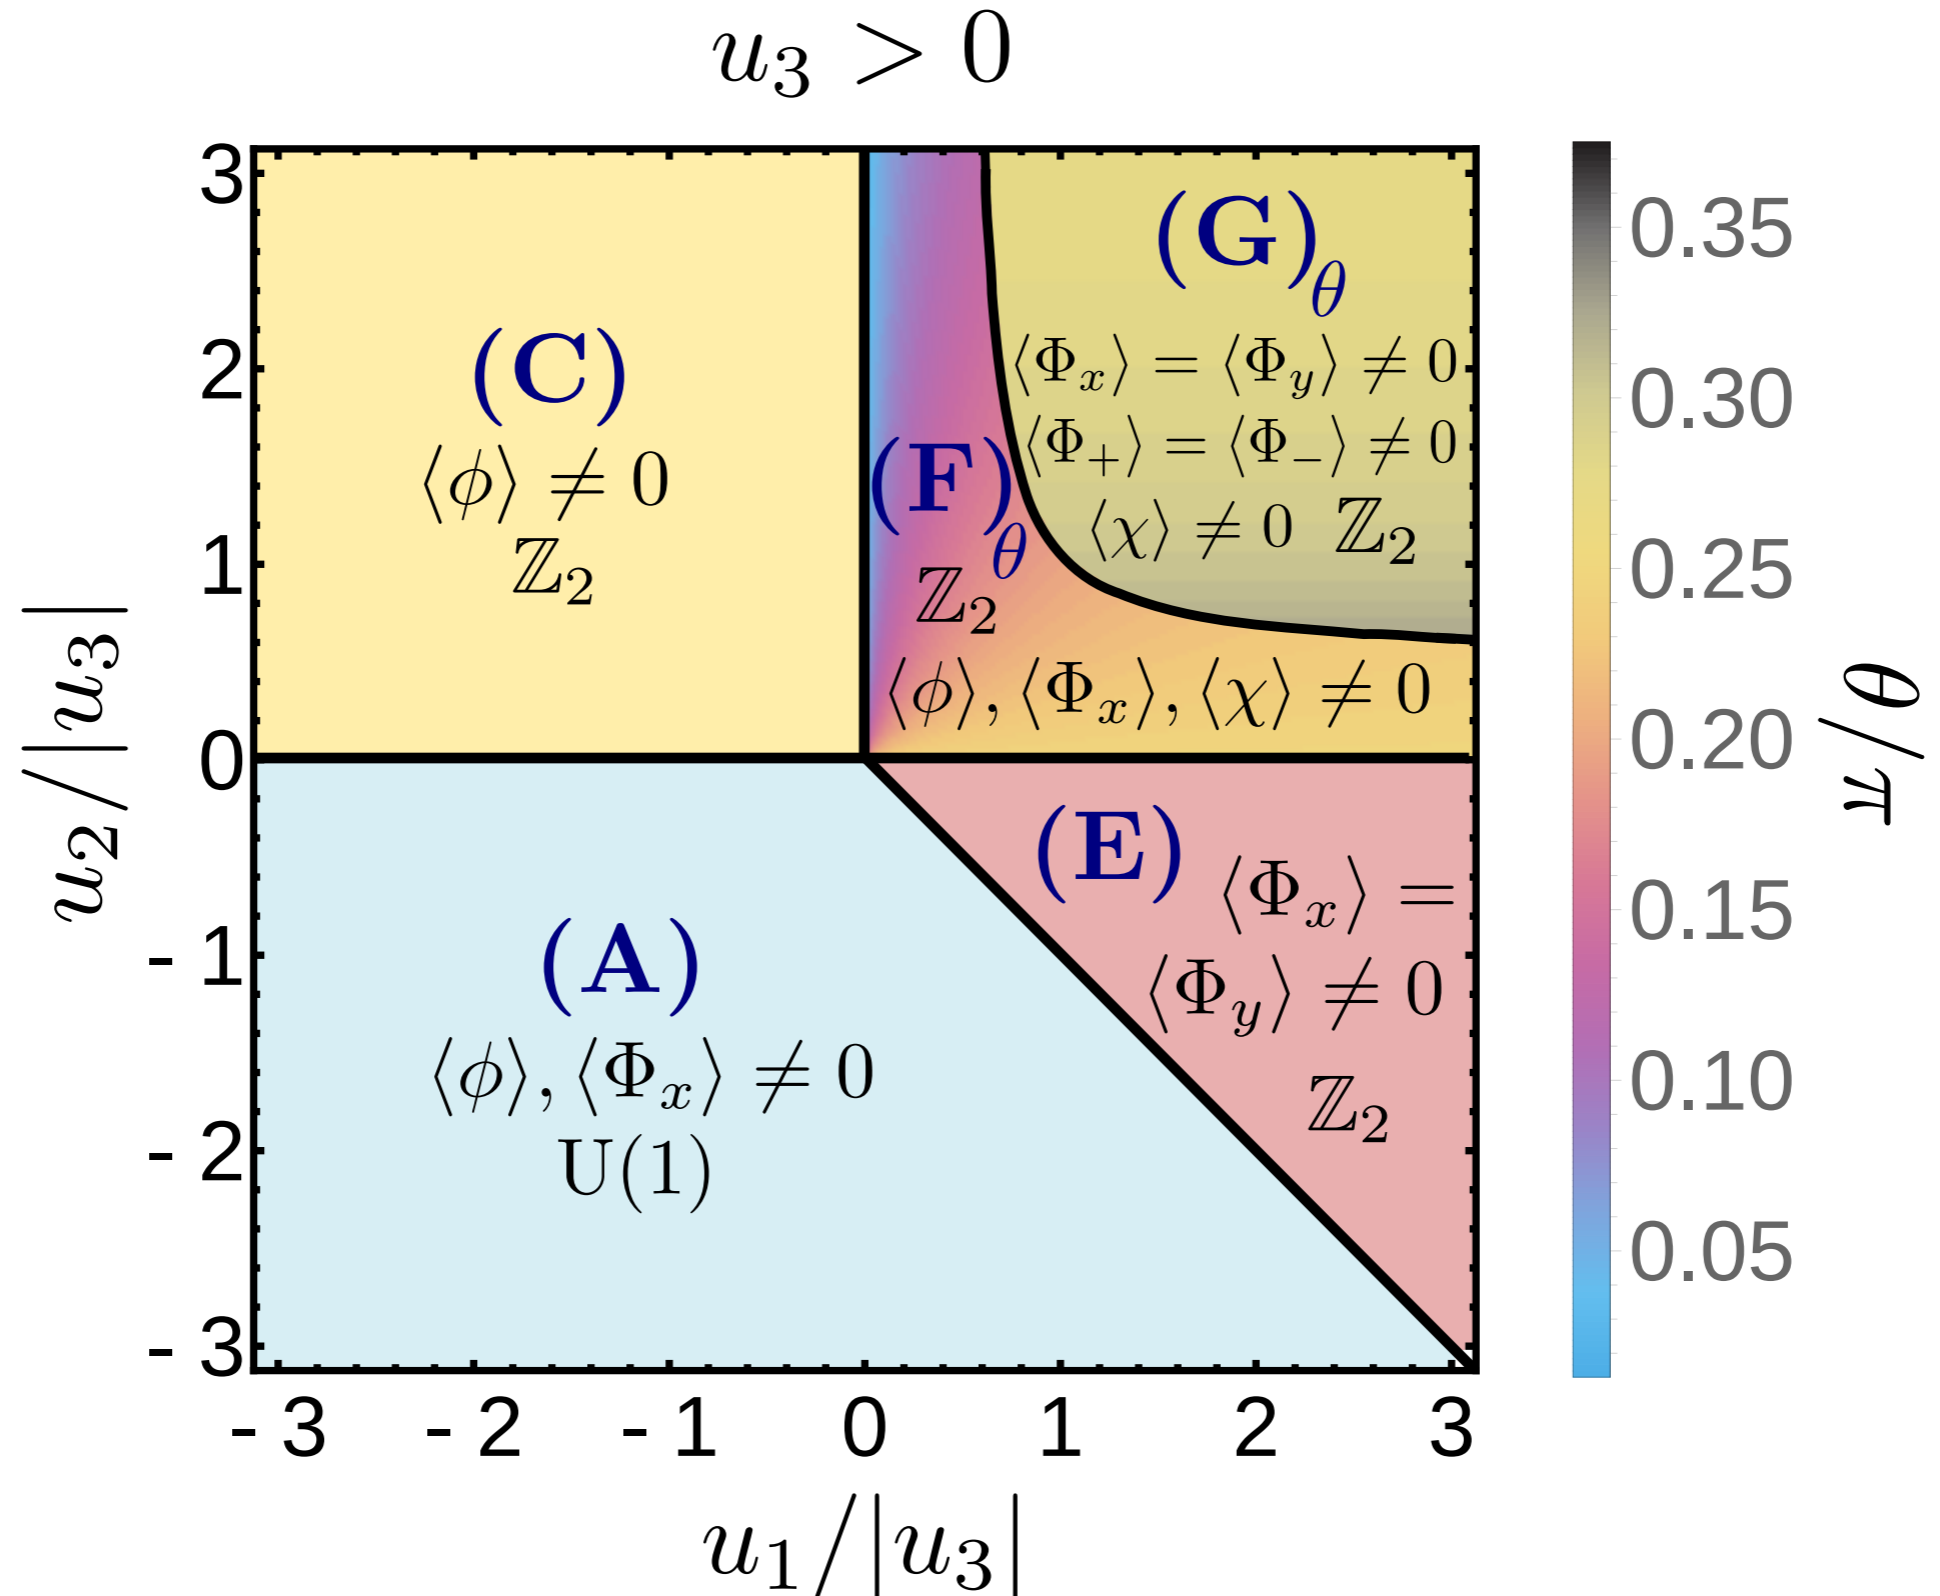 u₃ > 0
3
2
1
0
- 1
- 2
- 3
u₂/|u₃|
(C)
⟨ϕ⟩ ≠ 0
ℤ₂
(F)θ
ℤ₂
⟨ϕ⟩, ⟨Φₓ⟩, ⟨χ⟩ ≠ 0
(G)θ
⟨Φₓ⟩ = ⟨Φy⟩ ≠ 0
⟨Φ₊⟩ = ⟨Φ₋⟩ ≠ 0
⟨χ⟩ ≠ 0 ℤ₂
(A)
⟨ϕ⟩, ⟨Φₓ⟩ ≠ 0
U(1)
(E) ⟨Φₓ⟩ =
⟨Φy⟩ ≠ 0
ℤ₂
- 3 - 2 - 1 0 1 2 3
u₁/|u₃|
0.35
0.30
0.25
0.20
0.15
0.10
0.05
θ/π